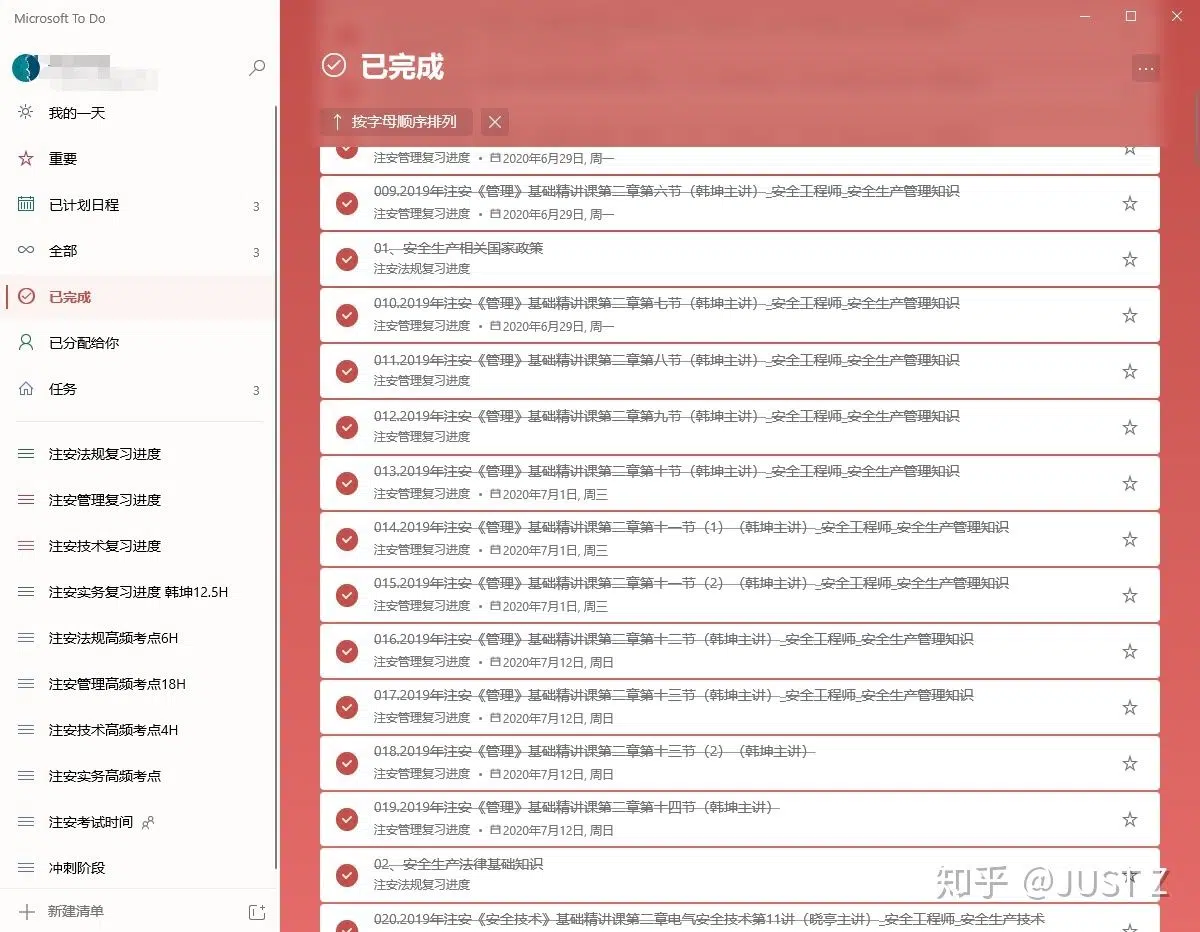 Microsoft To Do
我的一天
重要
已计划日程 3
全部 3
已完成
已分配给你
任务 3
注安法规复习进度
注安管理复习进度
注安技术复习进度
注安实务复习进度 韩坤12.5H
注安法规高频考点6H
注安管理高频考点18H
注安技术高频考点4H
注安实务高频考点
注安考试时间
冲刺阶段
新建清单
已完成
按字母顺序排列
注安管理复习进度 • 2020年6月29日, 周一
009.2019年注安《管理》基础精讲课第二章第六节（韩坤主讲）_安全工程师_安全生产管理知识
注安管理复习进度 • 2020年6月29日, 周一
01、安全生产相关国家政策
注安法规复习进度
010.2019年注安《管理》基础精讲课第二章第七节（韩坤主讲）_安全工程师_安全生产管理知识
注安管理复习进度 • 2020年6月29日, 周一
011.2019年注安《管理》基础精讲课第二章第八节（韩坤主讲）_安全工程师_安全生产管理知识
注安管理复习进度
012.2019年注安《管理》基础精讲课第二章第九节（韩坤主讲）_安全工程师_安全生产管理知识
注安管理复习进度
013.2019年注安《管理》基础精讲课第二章第十节（韩坤主讲）_安全工程师_安全生产管理知识
注安管理复习进度 • 2020年7月1日, 周三
014.2019年注安《管理》基础精讲课第二章第十一节（1）（韩坤主讲）_安全工程师_安全生产管理知识
注安管理复习进度 • 2020年7月1日, 周三
015.2019年注安《管理》基础精讲课第二章第十一节（2）（韩坤主讲）_安全工程师_安全生产管理知识
注安管理复习进度 • 2020年7月1日, 周三
016.2019年注安《管理》基础精讲课第二章第十二节（韩坤主讲）_安全工程师_安全生产管理知识
注安管理复习进度 • 2020年7月12日, 周日
017.2019年注安《管理》基础精讲课第二章第十三节（韩坤主讲）_安全工程师_安全生产管理知识
注安管理复习进度 • 2020年7月12日, 周日
018.2019年注安《管理》基础精讲课第二章第十三节（2）（韩坤主讲）
注安管理复习进度 • 2020年7月12日, 周日
019.2019年注安《管理》基础精讲课第二章第十四节（韩坤主讲）
注安管理复习进度 • 2020年7月12日, 周日
02、安全生产法律基础知识
注安法规复习进度
020.2019年注安《安全技术》基础精讲课第二章电气安全技术第11讲（晓亭主讲）_安全工程师_安全生产技术
知乎 @JUST Z